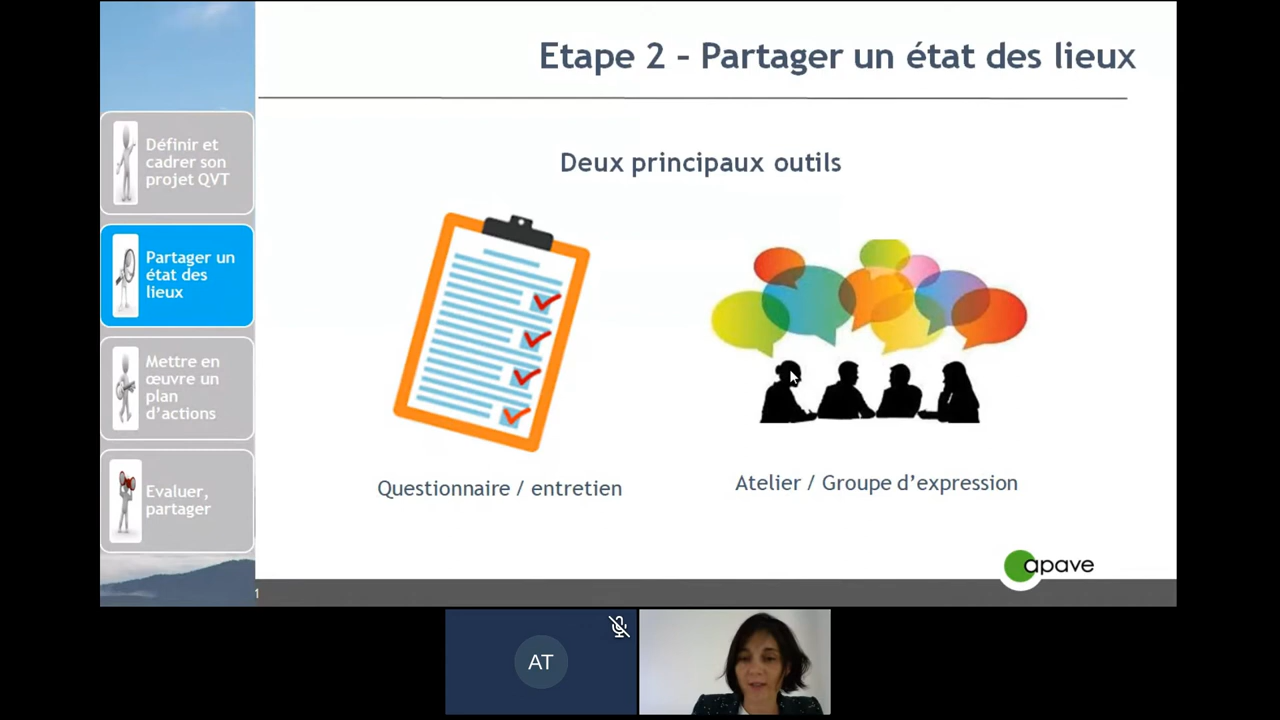 Etape 2 – Partager un état des lieux
Définir et
cadrer son
projet QVT
Partager un
état des
lieux
Mettre en
œuvre un
plan
d'actions
Evaluer,
partager
Deux principaux outils
Questionnaire / entretien
Atelier / Groupe d'expression
apave
1
AT